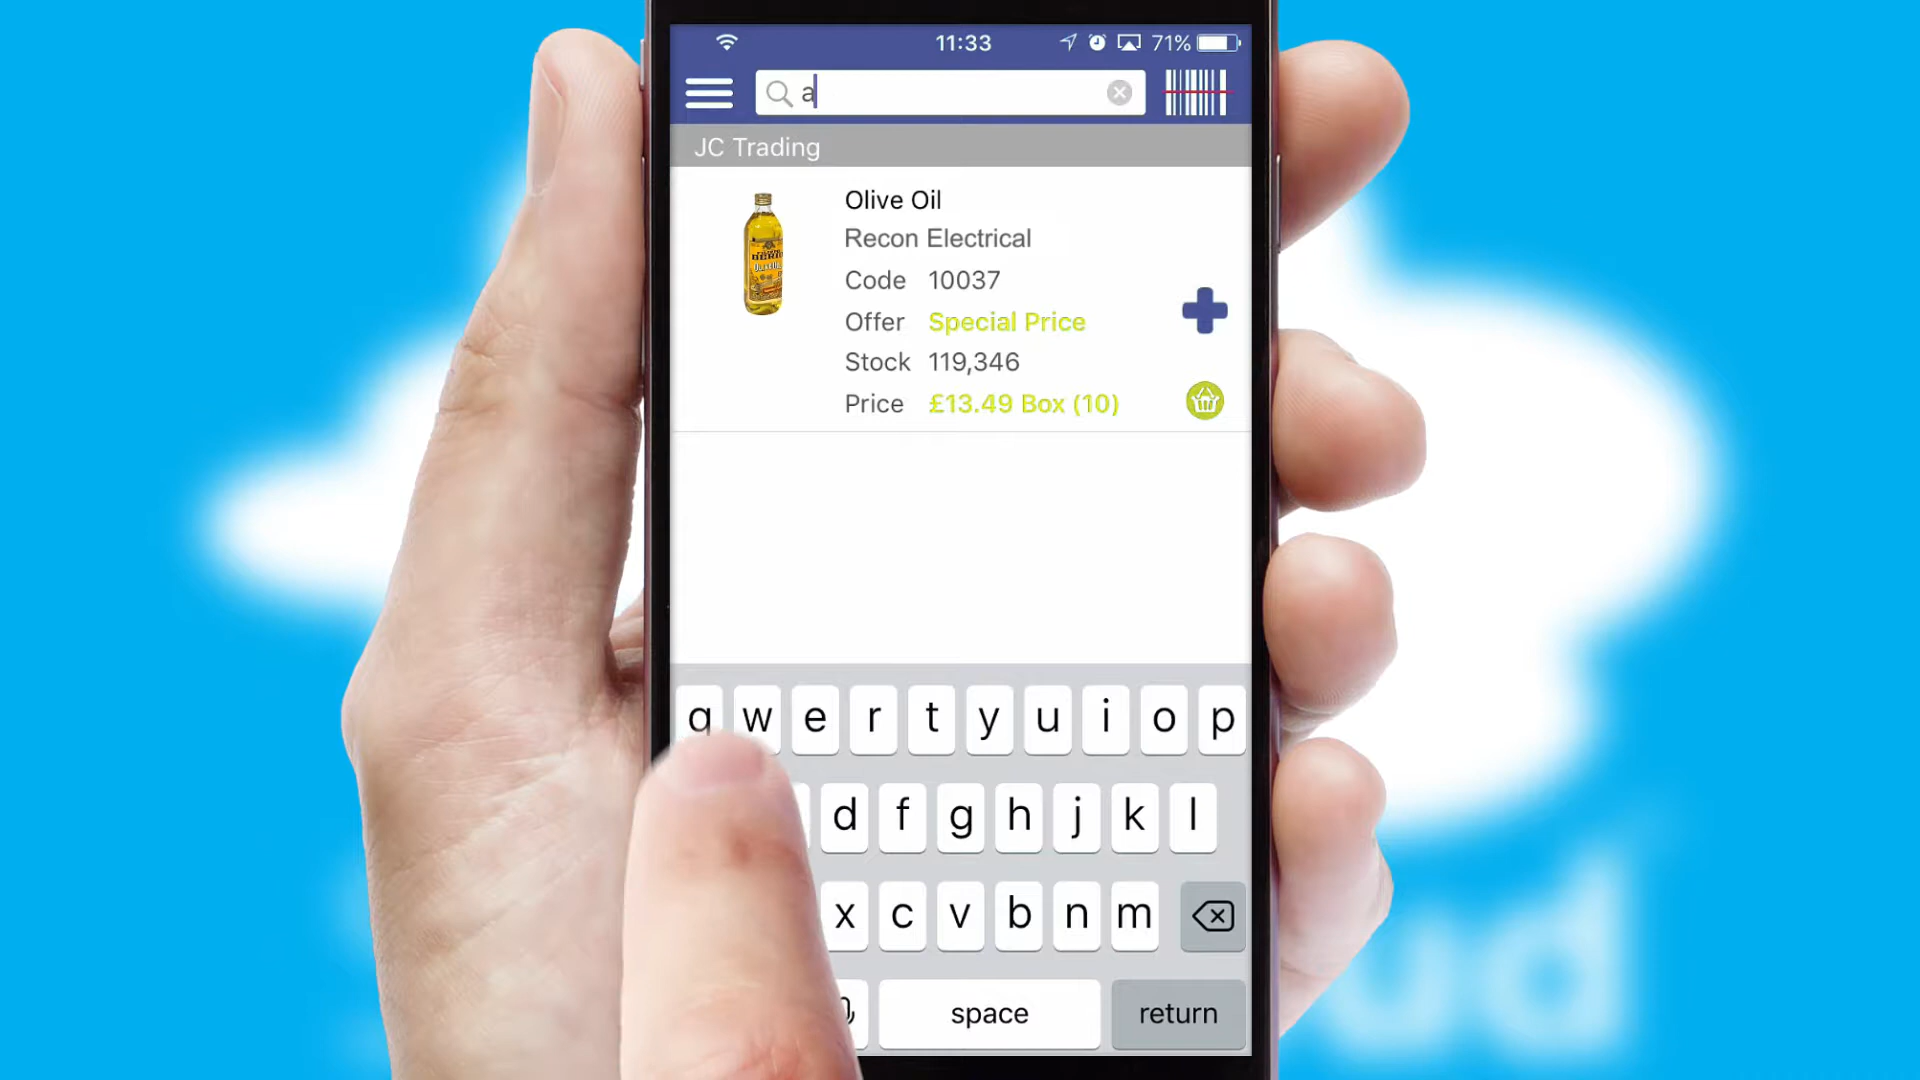 11:33 71%
a
JC Trading
Olive Oil
Recon Electrical
Code 10037
Offer Special Price
Stock 119,346
Price £13.49 Box (10)
q w e r t y u i o p
d f g h j k l
x c v b n m
space return
ud